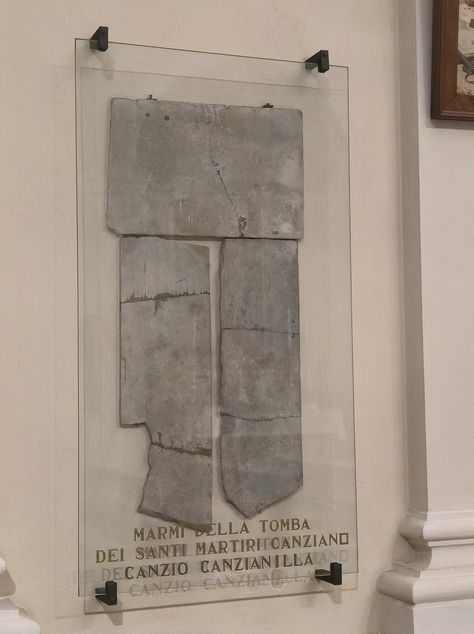 MARMI DELLA TOMBA
DEI SANTI MARTIRI CANZIANO
CANZIO CANZIANILLA